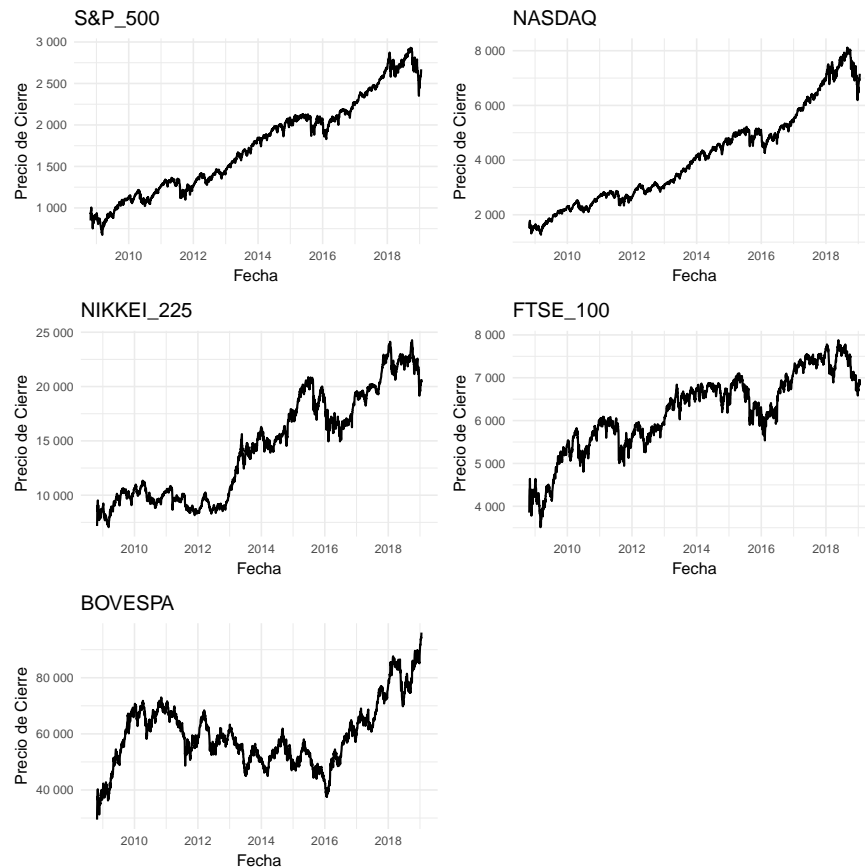 S&P_500
Precio de Cierre
3 000
2 500
2 000
1 500
1 000
2010 2012 2014 2016 2018
Fecha
NASDAQ
Precio de Cierre
8 000
6 000
4 000
2 000
2010 2012 2014 2016 2018
Fecha
NIKKEI_225
Precio de Cierre
25 000
20 000
15 000
10 000
2010 2012 2014 2016 2018
Fecha
FTSE_100
Precio de Cierre
8 000
7 000
6 000
5 000
4 000
2010 2012 2014 2016 2018
Fecha
BOVESPA
Precio de Cierre
80 000
60 000
40 000
2010 2012 2014 2016 2018
Fecha